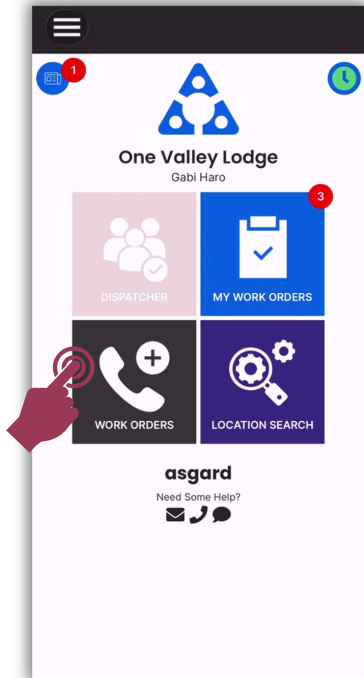 1
One Valley Lodge
Gabi Haro
3
DISPATCHER
MY WORK ORDERS
WORK ORDERS
LOCATION SEARCH
asgard
Need Some Help?